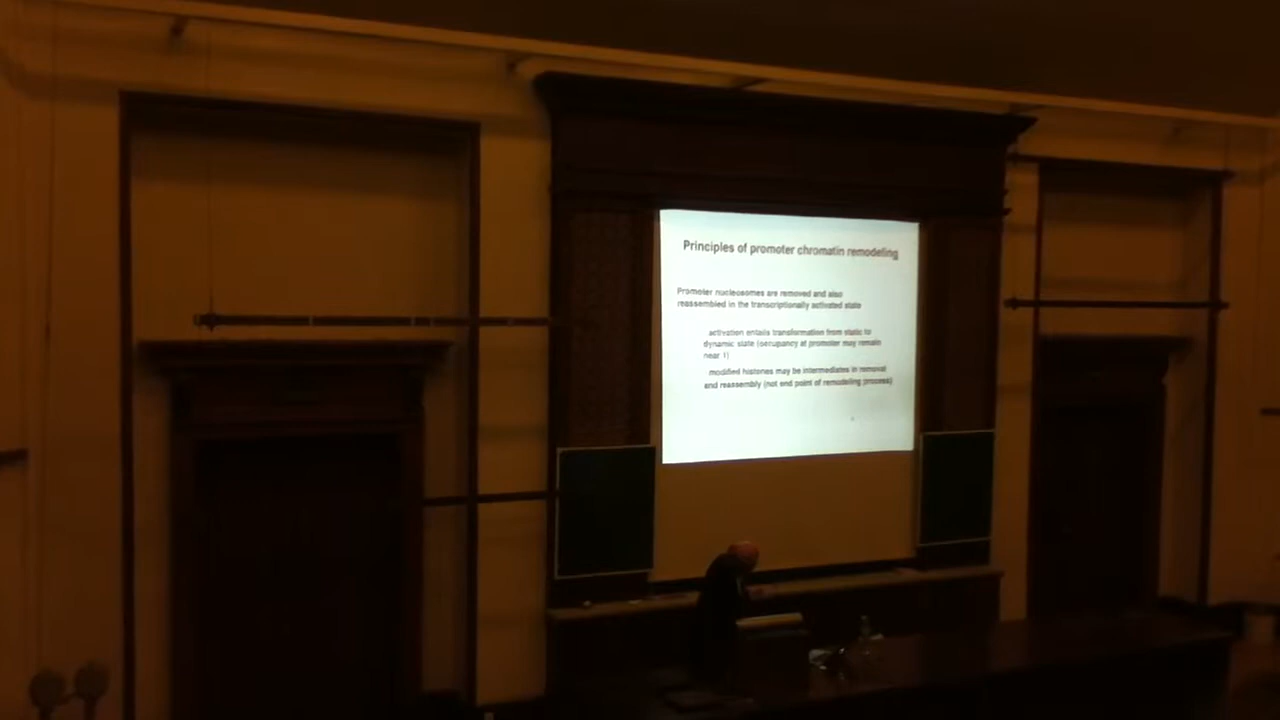 Principles of promoter chromatin remodeling
Promoter nucleosomes are removed and also
reassembled in the transcriptionally activated state
activation entails transformation from static to
dynamic state (occupancy at promoter may remain
near 1)
modified histones may be intermediates in removal
and reassembly (not end point of remodeling process)